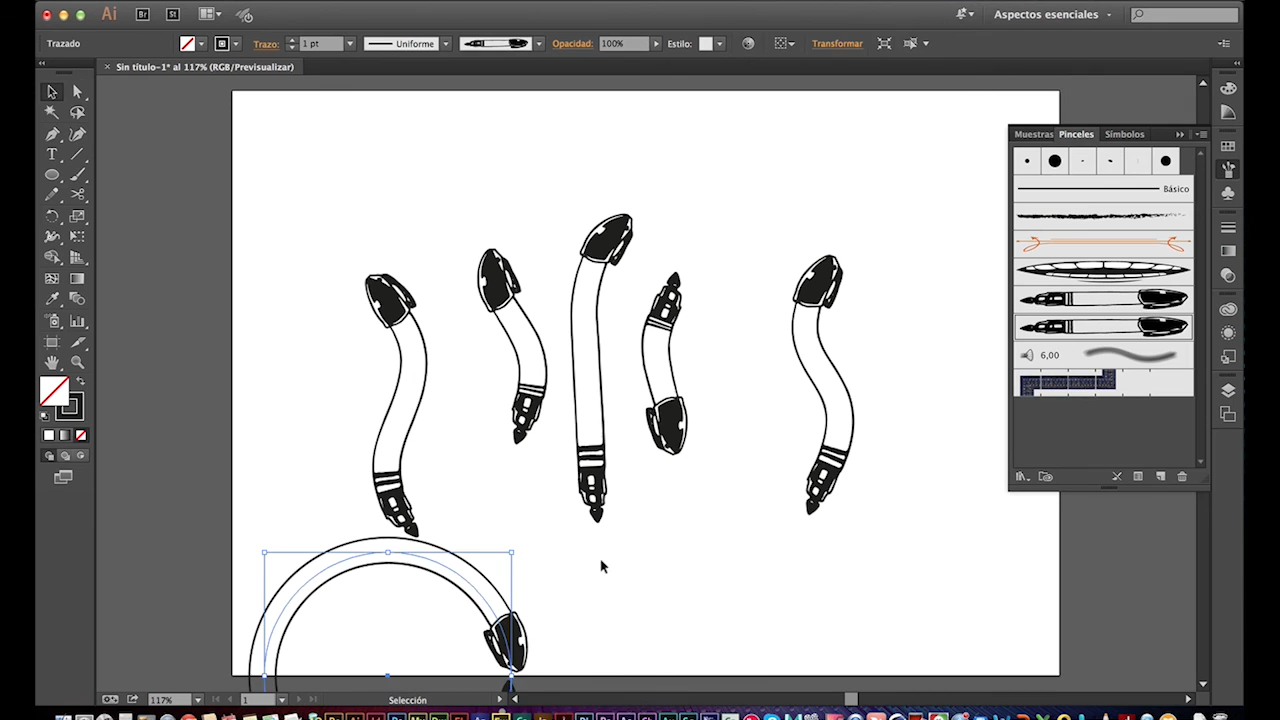 Ai Br St Aspectos esenciales
Trazado Trazo: 1 pt Uniforme Opacidad: 100% Estilo: Transformar
× Sin título-1* al 117% (RGB/Previsualizar)
Muestras Pinceles Símbolos
Básico
6,00
117% 1 Selección